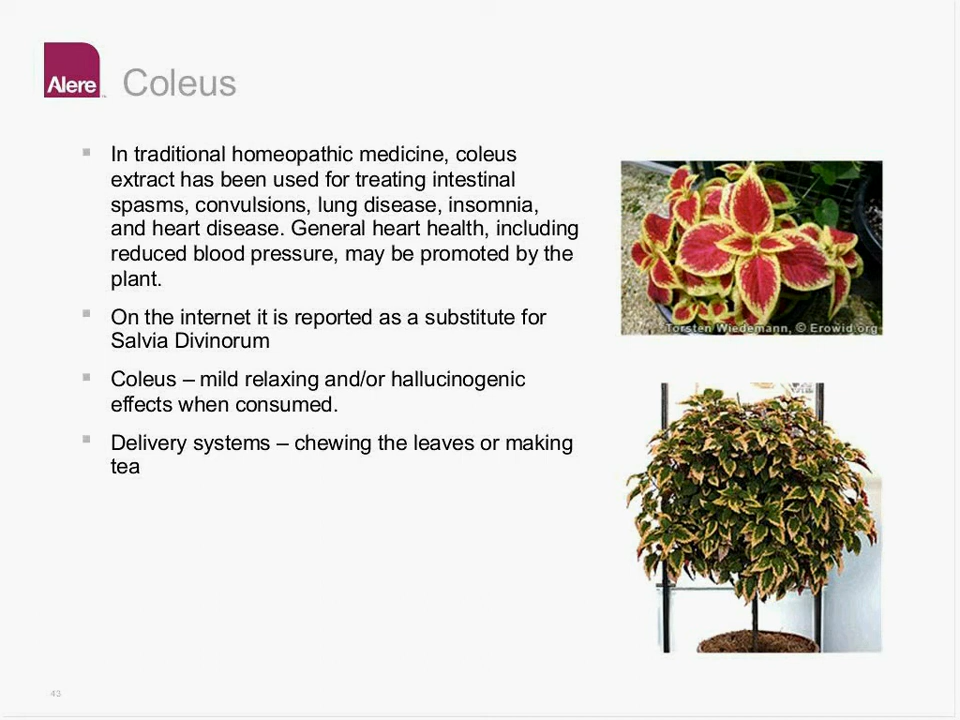 Alere
Coleus
In traditional homeopathic medicine, coleus
extract has been used for treating intestinal
spasms, convulsions, lung disease, insomnia,
and heart disease. General heart health, including
reduced blood pressure, may be promoted by the
plant.
On the internet it is reported as a substitute for
Salvia Divinorum
Coleus – mild relaxing and/or hallucinogenic
effects when consumed.
Delivery systems – chewing the leaves or making
tea
Torsten Wiedemann, © Erowid.org
43